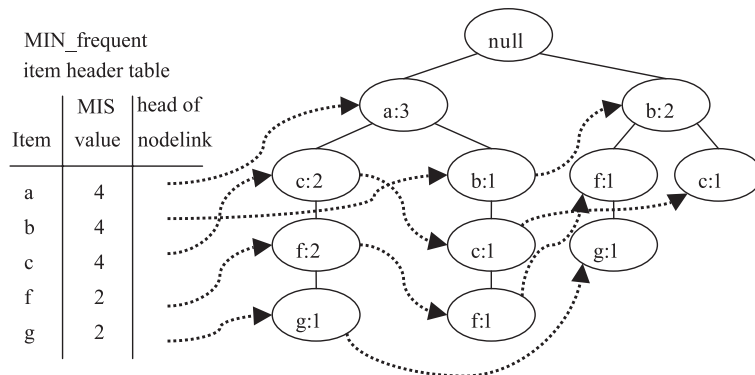 MIN_frequent
item header table
Item MIS value head of nodelink
a 4
b 4
c 4
f 2
g 2
null
a:3 b:2
c:2 b:1 f:1 c:1
f:2 c:1 g:1
g:1 f:1